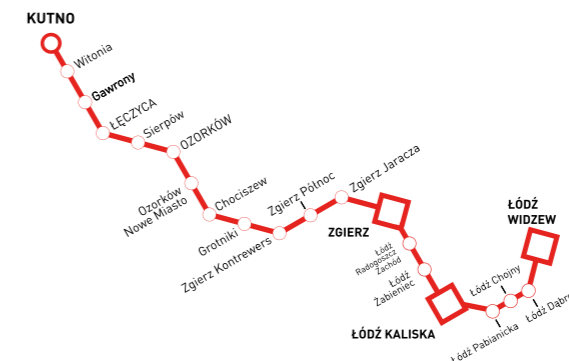 KUTNO
Witonia
Gawrony
ŁĘCZYCA
Sierpów
OZORKÓW
Ozorków
Nowe Miasto
Chociszew
Grotniki
Zgierz Kontrewers
Zgierz Północ
Zgierz Jaracza
ZGIERZ
Łódź
Radogoszcz
Zachód
Łódź
Żabieniec
ŁÓDŹ KALISKA
Łódź Pabianicka
Łódź Chojny
Łódź
ŁÓDŹ
WIDZEW